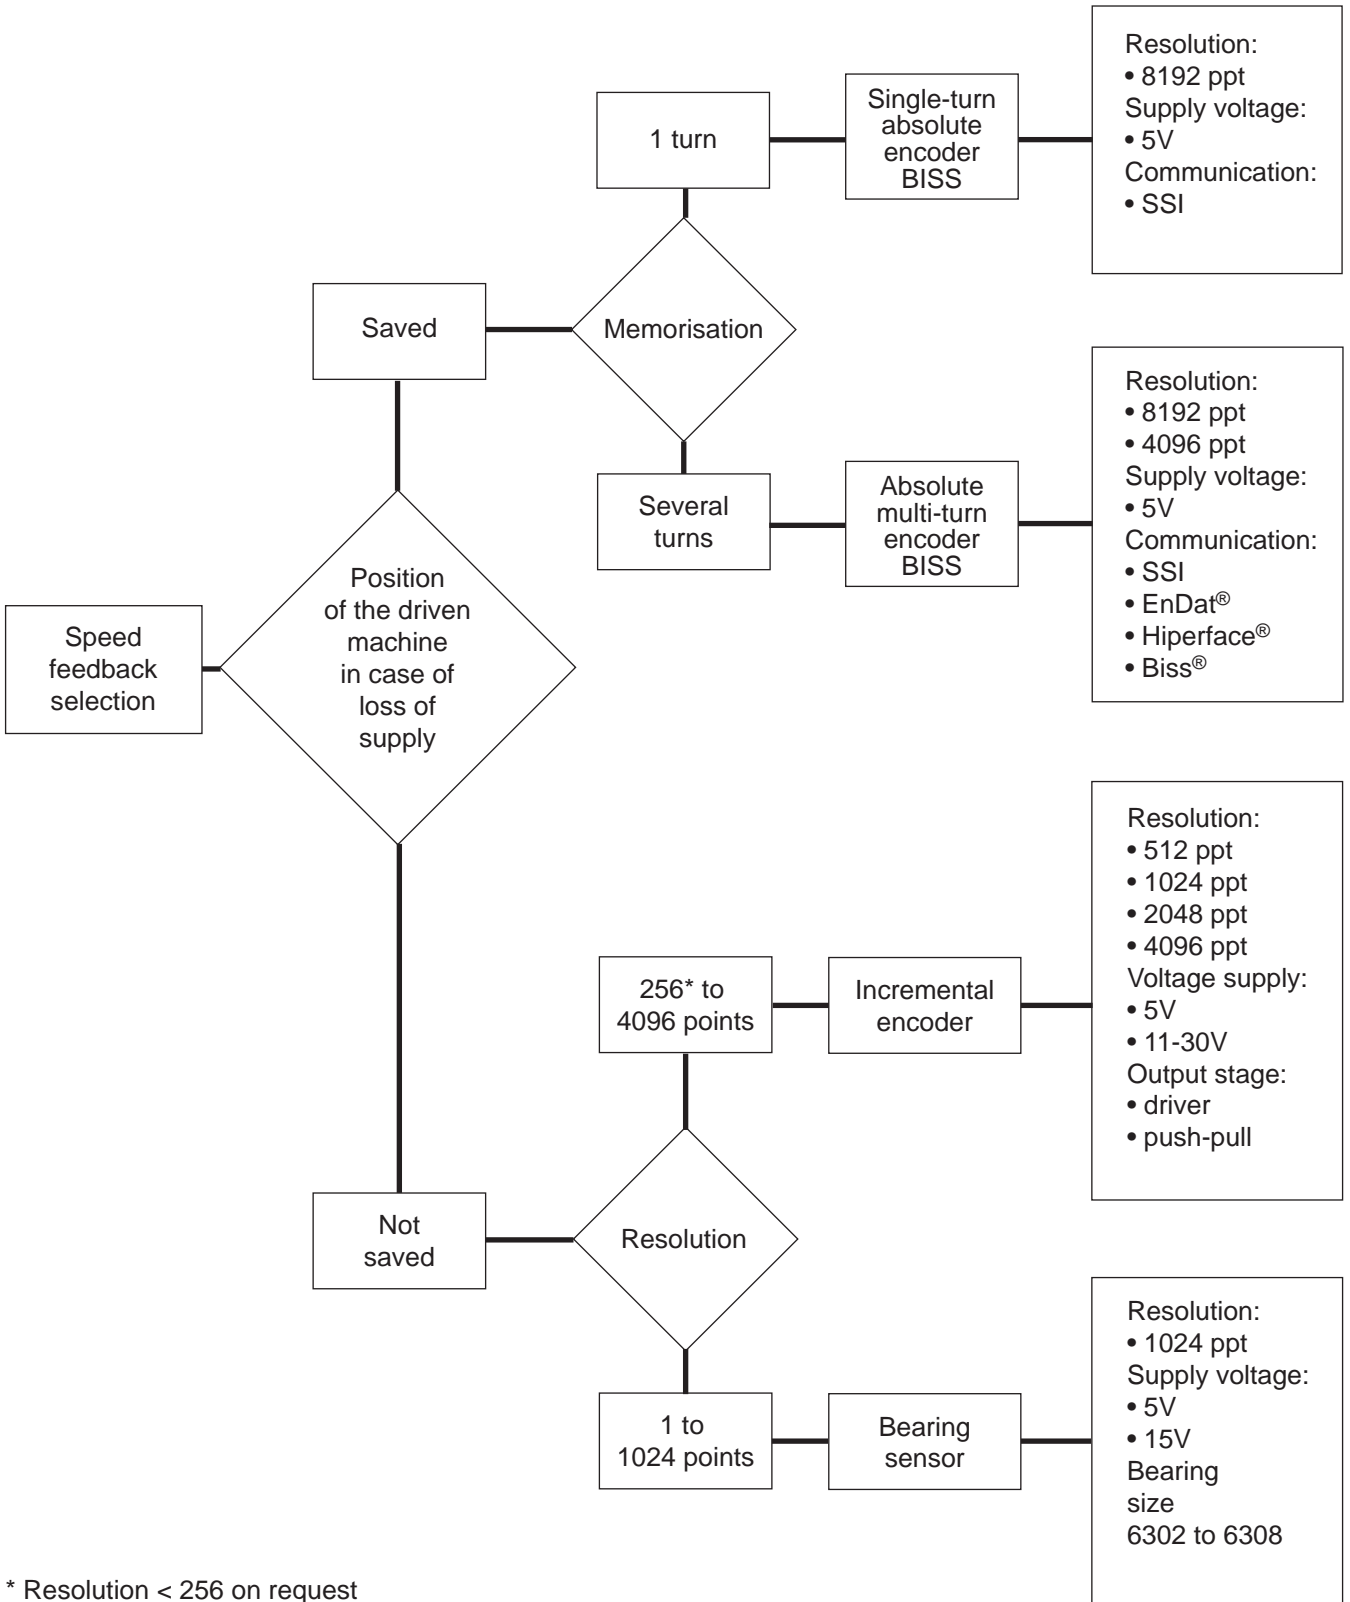 Speed
feedback
selection
Position
of the driven
machine
in case of
loss of
supply
Saved
Memorisation
1 turn
Single-turn
absolute
encoder
BISS
Resolution:
• 8192 ppt
Supply voltage:
• 5V
Communication:
• SSI
Several
turns
Absolute
multi-turn
encoder
BISS
Resolution:
• 8192 ppt
• 4096 ppt
Supply voltage:
• 5V
Communication:
• SSI
• EnDat®
• Hiperface®
• Biss®
Not
saved
Resolution
256* to
4096 points
Incremental
encoder
Resolution:
• 512 ppt
• 1024 ppt
• 2048 ppt
• 4096 ppt
Voltage supply:
• 5V
• 11-30V
Output stage:
• driver
• push-pull
1 to
1024 points
Bearing
sensor
Resolution:
• 1024 ppt
Supply voltage:
• 5V
• 15V
Bearing
size
6302 to 6308
* Resolution < 256 on request